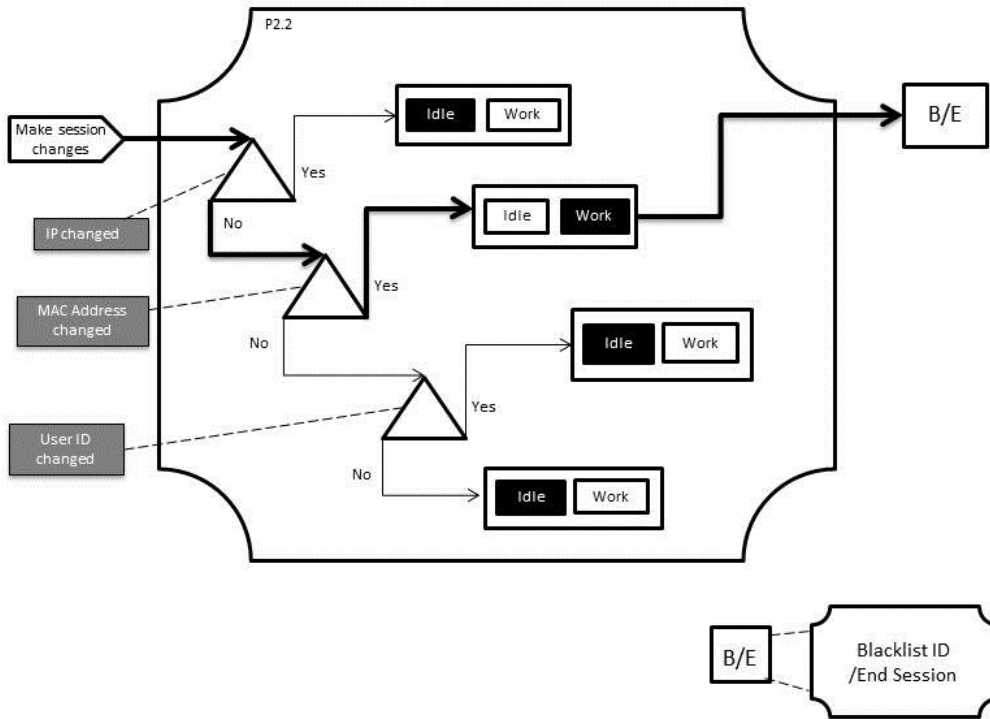 P2.2
Make session
changes
Idle Work
B/E
Yes
IP changed
No
Idle Work
MAC Address
changed
Yes
No
Idle Work
User ID
changed
Yes
No
Idle Work
B/E
Blacklist ID
/End Session